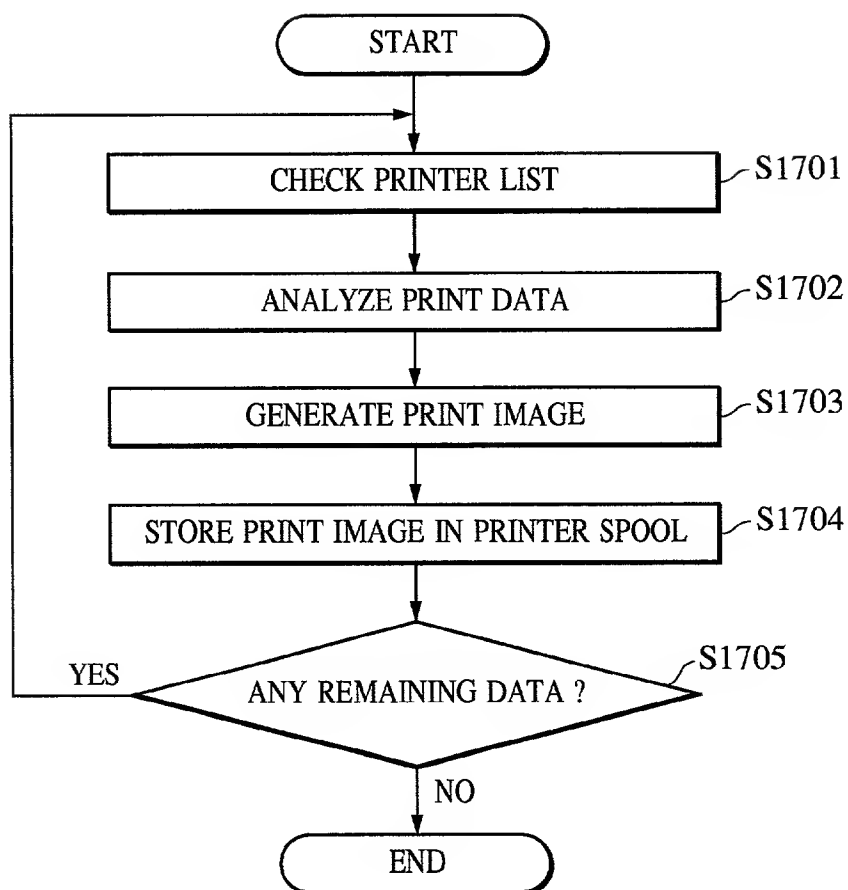 START
CHECK PRINTER LIST
S1701
ANALYZE PRINT DATA
S1702
GENERATE PRINT IMAGE
S1703
STORE PRINT IMAGE IN PRINTER SPOOL
S1704
YES
ANY REMAINING DATA ?
S1705
NO
END